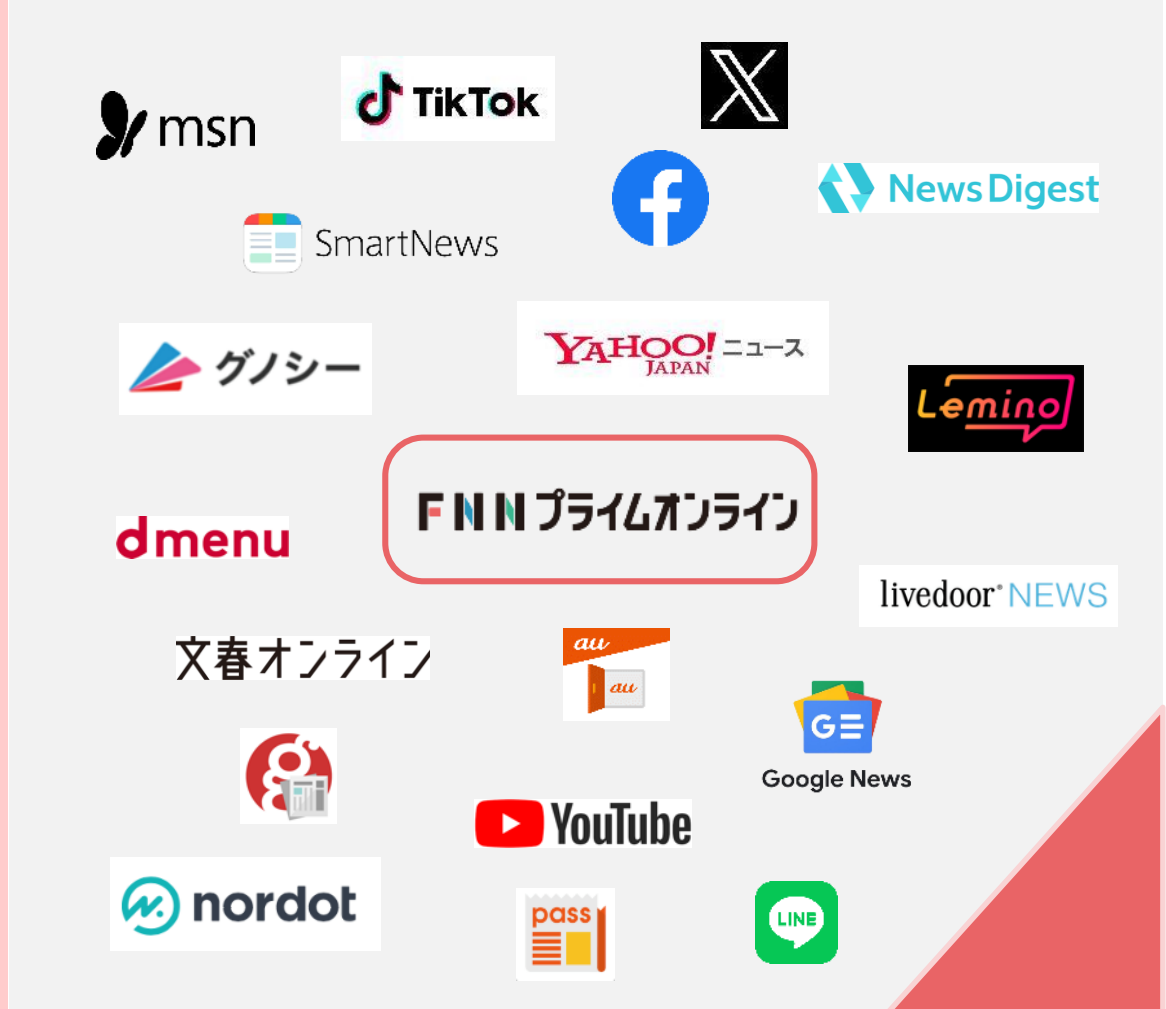 msn
TikTok
X
News Digest
f
SmartNews
グノシー
YAHOO! ニュース
JAPAN
Lemino
FNNプライムオンライン
dmenu
livedoor NEWS
文春オンライン
au
au
G
Google News
g
YouTube
n.
nordot
pass
LINE